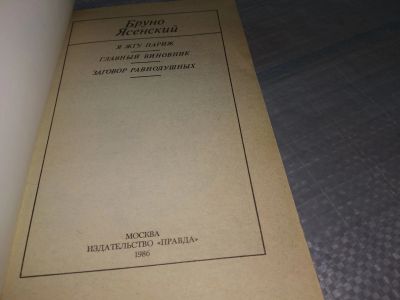 Бруно
Ясенский
Я ЖГУ ПАРИЖ
ГЛАВНЫЙ ВИНОВНИК
ЗАГОВОР РАВНОДУШНЫХ
МОСКВА
ИЗДАТЕЛЬСТВО «ПРАВДА»
1986